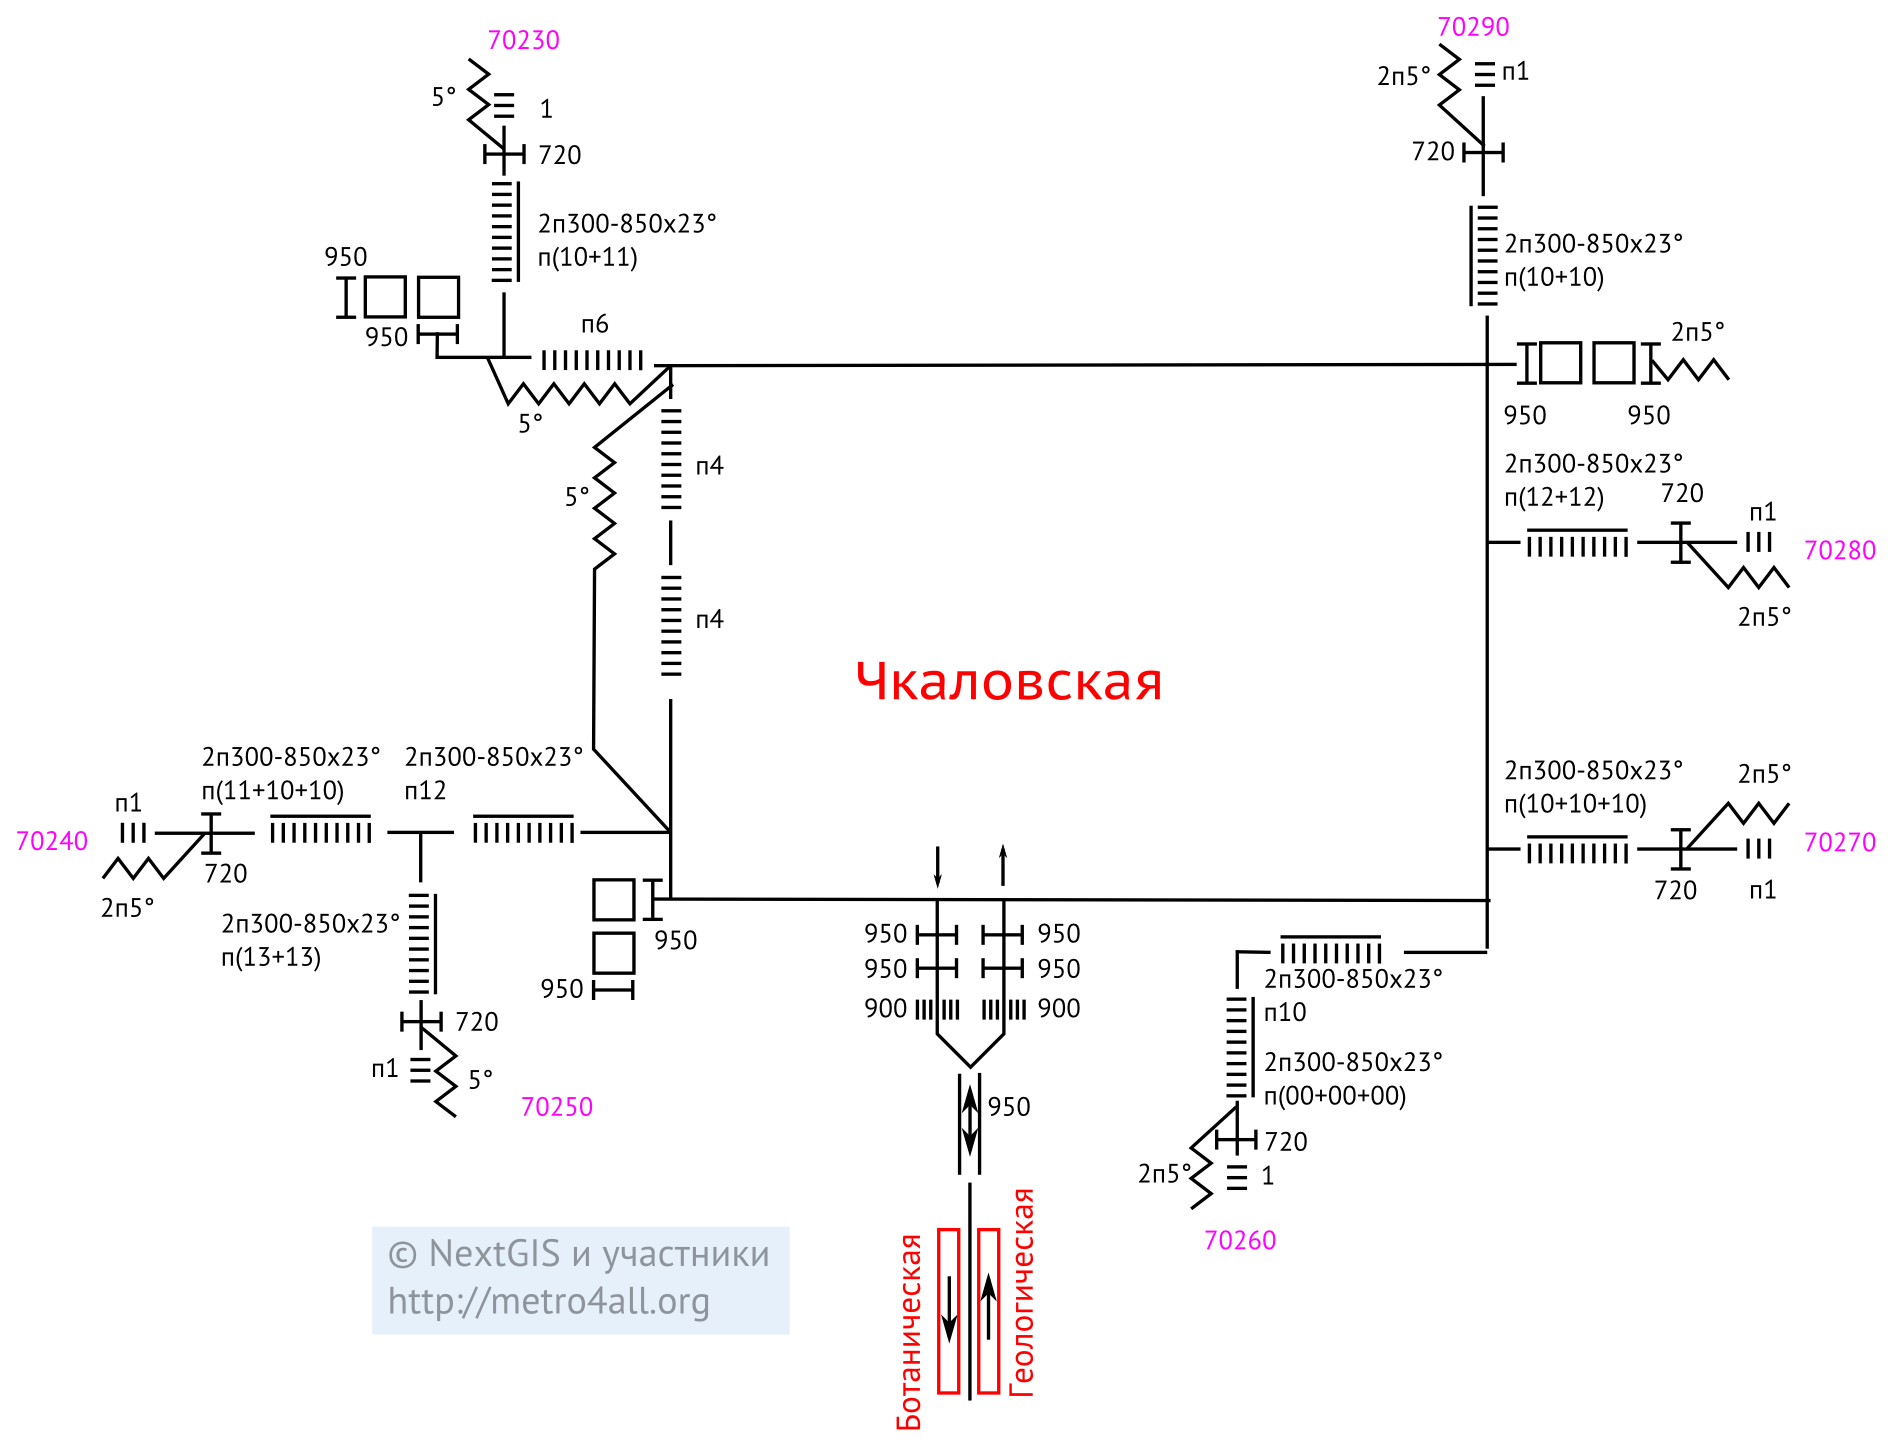 70230
5°
1
720
2п300-850x23°
п(10+11)
950
950
п6
5°
5°
п4
п4
70290
2п5°
п1
720
2п300-850x23°
п(10+10)
2п5°
950
950
2п300-850x23°
п(12+12)
720
п1
70280
2п5°
Чкаловская
2п300-850x23°
п(11+10+10)
2п300-850x23°
п12
п1
70240
720
2п5°
2п300-850x23°
п(13+13)
950
950
720
п1
5°
70250
950
950
950
950
900
900
950
2п300-850x23°
п(10+10+10)
2п5°
70270
720
п1
2п300-850x23°
п10
2п300-850x23°
п(00+00+00)
720
2п5°
1
70260
Ботаническая
Геологическая
© NextGIS и участники
http://metro4all.org